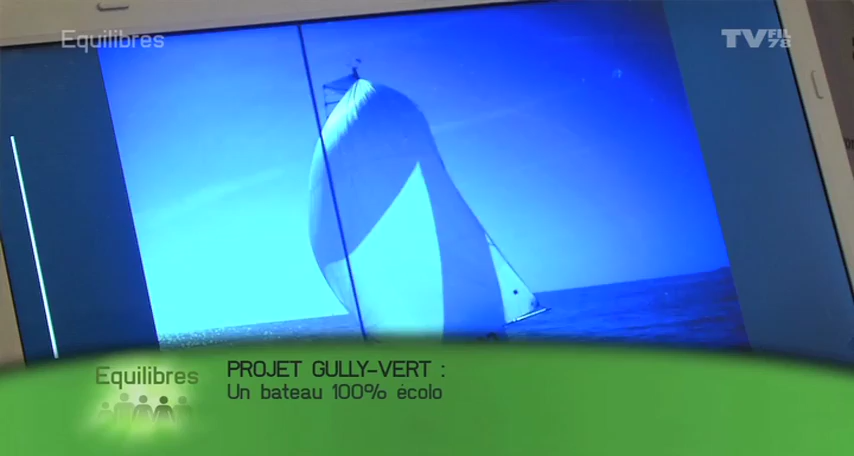 Equilibres
TV FIL 78
PROJET GULLY-VERT :
Un bateau 100% écolo
Equilibres